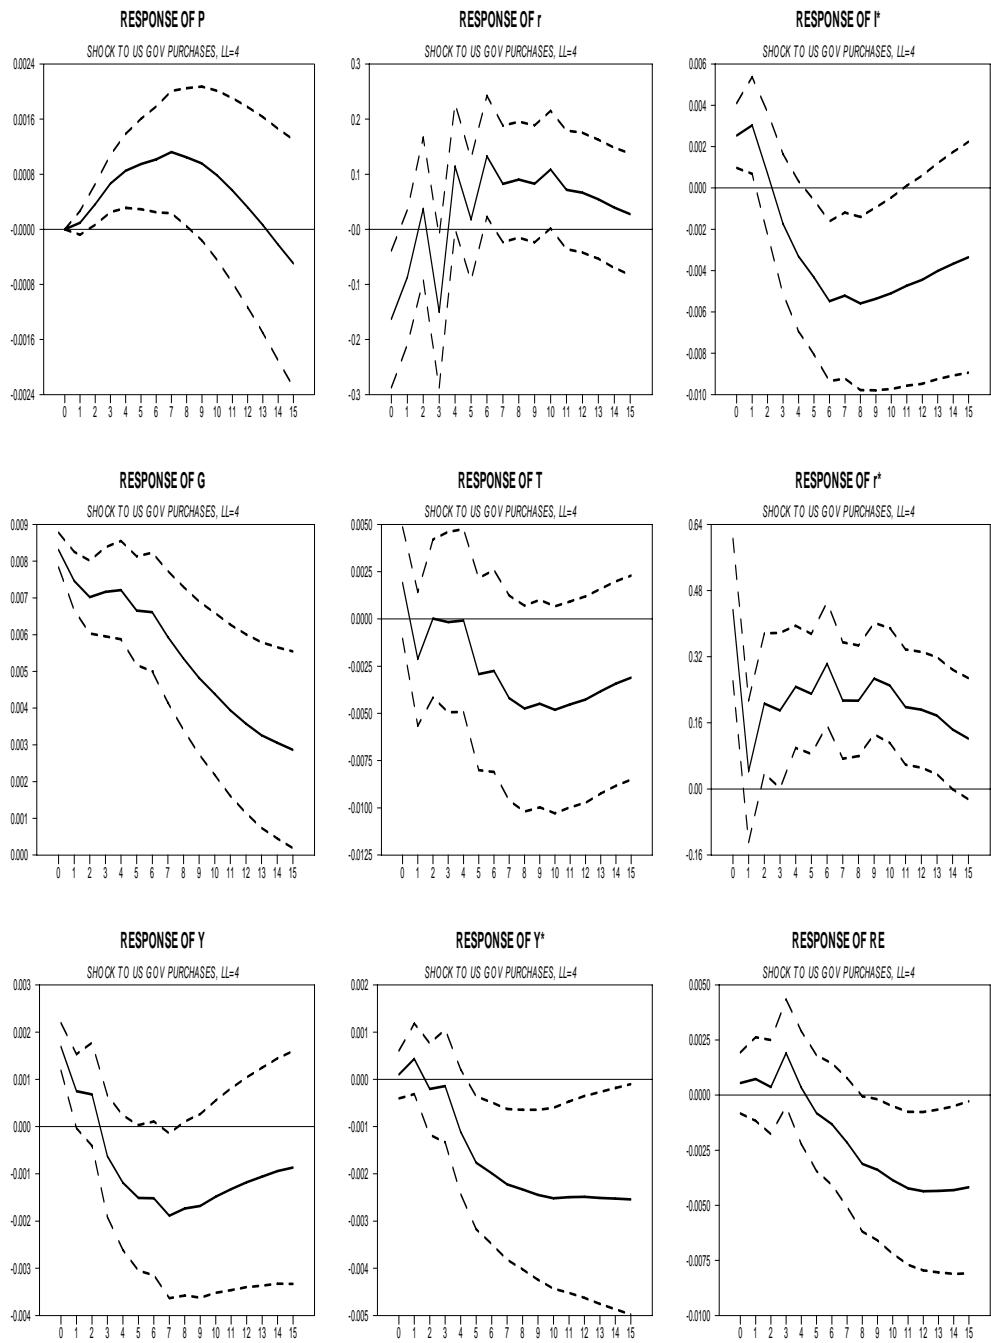 RESPONSE OF P
SHOCK TO US GOV PURCHASES, LL=4
0.0024
0.0016
0.0008
-0.0000
-0.0008
-0.0016
-0.0024
0 1 2 3 4 5 6 7 8 9 10 11 12 13 14 15
RESPONSE OF r
SHOCK TO US GOV PURCHASES, LL=4
0.3
0.2
0.1
-0.0
-0.1
-0.2
-0.3
0 1 2 3 4 5 6 7 8 9 10 11 12 13 14 15
RESPONSE OF I*
SHOCK TO US GOV PURCHASES, LL=4
0.006
0.004
0.002
0.000
-0.002
-0.004
-0.006
-0.008
-0.010
0 1 2 3 4 5 6 7 8 9 10 11 12 13 14 15
RESPONSE OF G
SHOCK TO US GOV PURCHASES, LL=4
0.009
0.008
0.007
0.006
0.005
0.004
0.003
0.002
0.001
0.000
0 1 2 3 4 5 6 7 8 9 10 11 12 13 14 15
RESPONSE OF T
SHOCK TO US GOV PURCHASES, LL=4
0.0050
0.0025
0.0000
-0.0025
-0.0050
-0.0075
-0.0100
-0.0125
0 1 2 3 4 5 6 7 8 9 10 11 12 13 14 15
RESPONSE OF r*
SHOCK TO US GOV PURCHASES, LL=4
0.64
0.48
0.32
0.16
0.00
-0.16
0 1 2 3 4 5 6 7 8 9 10 11 12 13 14 15
RESPONSE OF Y
SHOCK TO US GOV PURCHASES, LL=4
0.003
0.002
0.001
0.000
-0.001
-0.002
-0.003
-0.004
0 1 2 3 4 5 6 7 8 9 10 11 12 13 14 15
RESPONSE OF Y*
SHOCK TO US GOV PURCHASES, LL=4
0.002
0.001
0.000
-0.001
-0.002
-0.003
-0.004
-0.005
0 1 2 3 4 5 6 7 8 9 10 11 12 13 14 15
RESPONSE OF RE
SHOCK TO US GOV PURCHASES, LL=4
0.0050
0.0025
0.0000
-0.0025
-0.0050
-0.0075
-0.0100
0 1 2 3 4 5 6 7 8 9 10 11 12 13 14 15